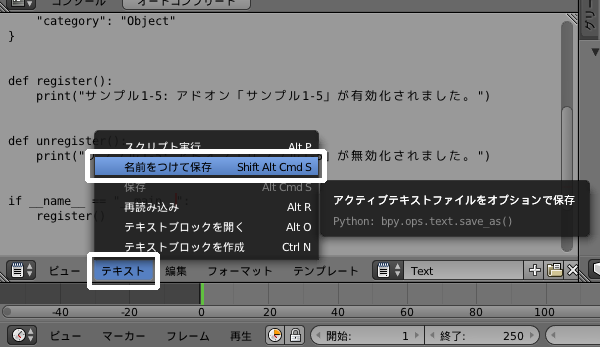 コンソール オートコンプリート
"category": "Object"
}
def register():
print("サンプル1-5: アドオン「サンプル1-5」が有効化されました。")
def unregister():
print("
が無効化されました。")
if __name__ ==
register()
スクリプト実行 Alt P
名前をつけて保存 Shift Alt Cmd S
保存 Alt Cmd S
再読み込み Alt R
テキストブロックを開く Alt O
テキストブロックを作成 Ctrl N
アクティブテキストファイルをオプションで保存
Python: bpy.ops.text.save_as()
ビュー テキスト 編集 フォーマット テンプレート Text
-40 -20 0 20 40 60 80 100
ビュー マーカー フレーム 再生 開始: 1 終了: 250